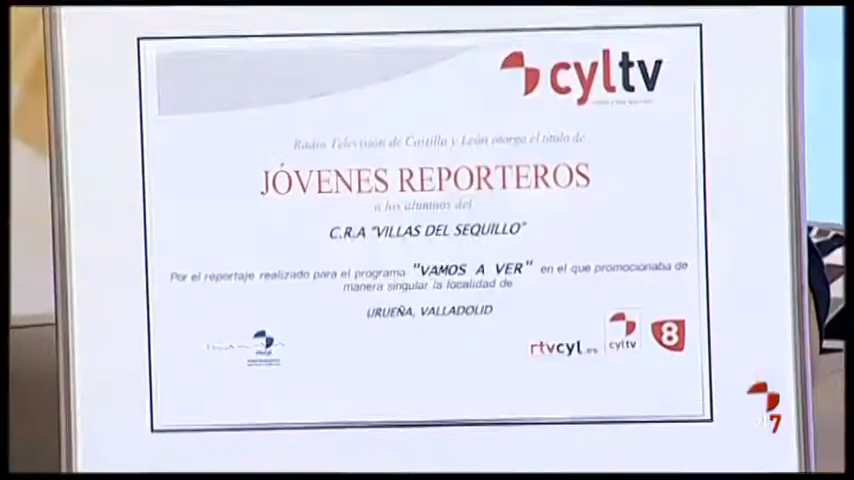 cyltv
Radio Televisión de Castilla y León otorga el título de
JÓVENES REPORTEROS
a los alumnos del
C.R.A "VILLAS DEL SEQUILLO"
Por el reportaje realizado para el programa "VAMOS A VER" en el que promocionaba de
manera singular la localidad de
URUEÑA, VALLADOLID
rtvcyl.es cyltv 8
7